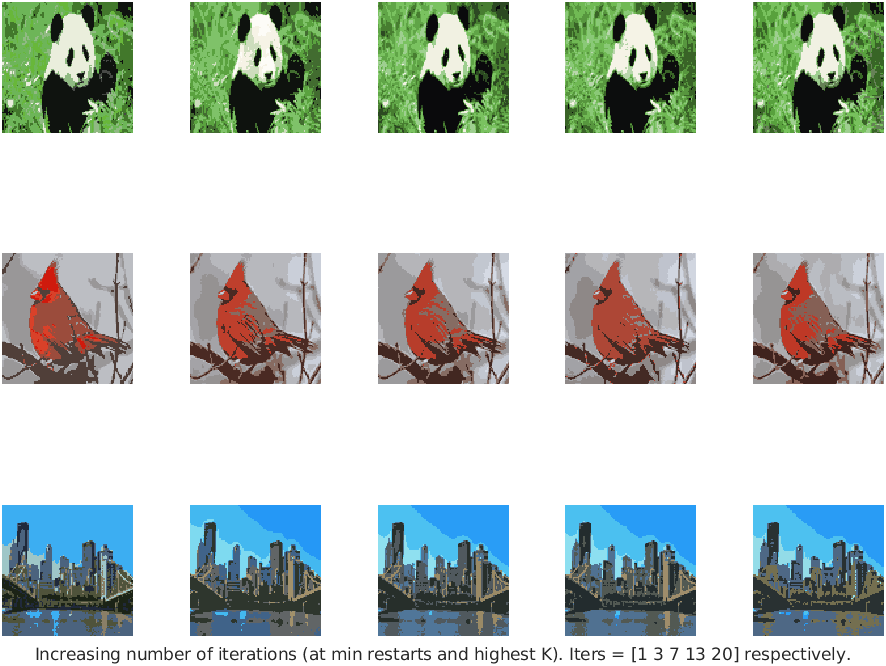 Increasing number of iterations (at min restarts and highest K). Iters = [1 3 7 13 20] respectively.